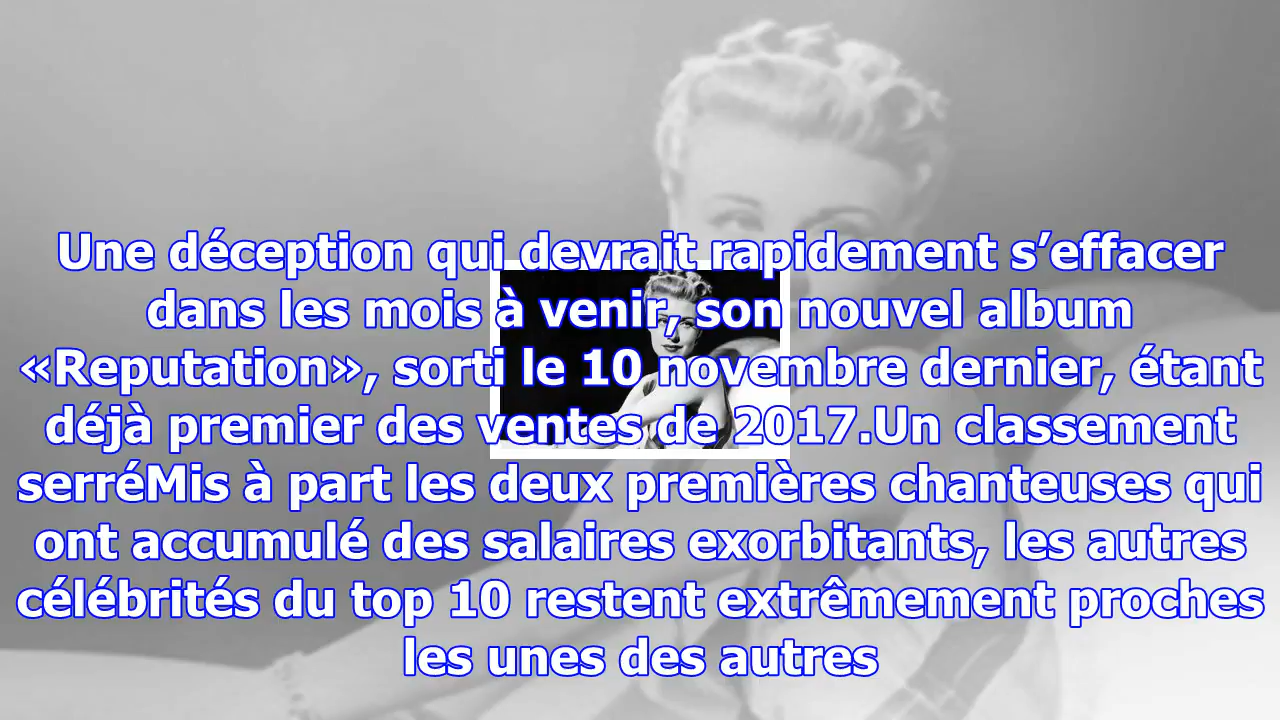 Une déception qui devrait rapidement s’effacer
dans les mois à venir, son nouvel album
«Reputation», sorti le 10 novembre dernier, étant
déjà premier des ventes de 2017.Un classement
serréMis à part les deux premières chanteuses qui
ont accumulé des salaires exorbitants, les autres
célébrités du top 10 restent extrêmement proches
les unes des autres